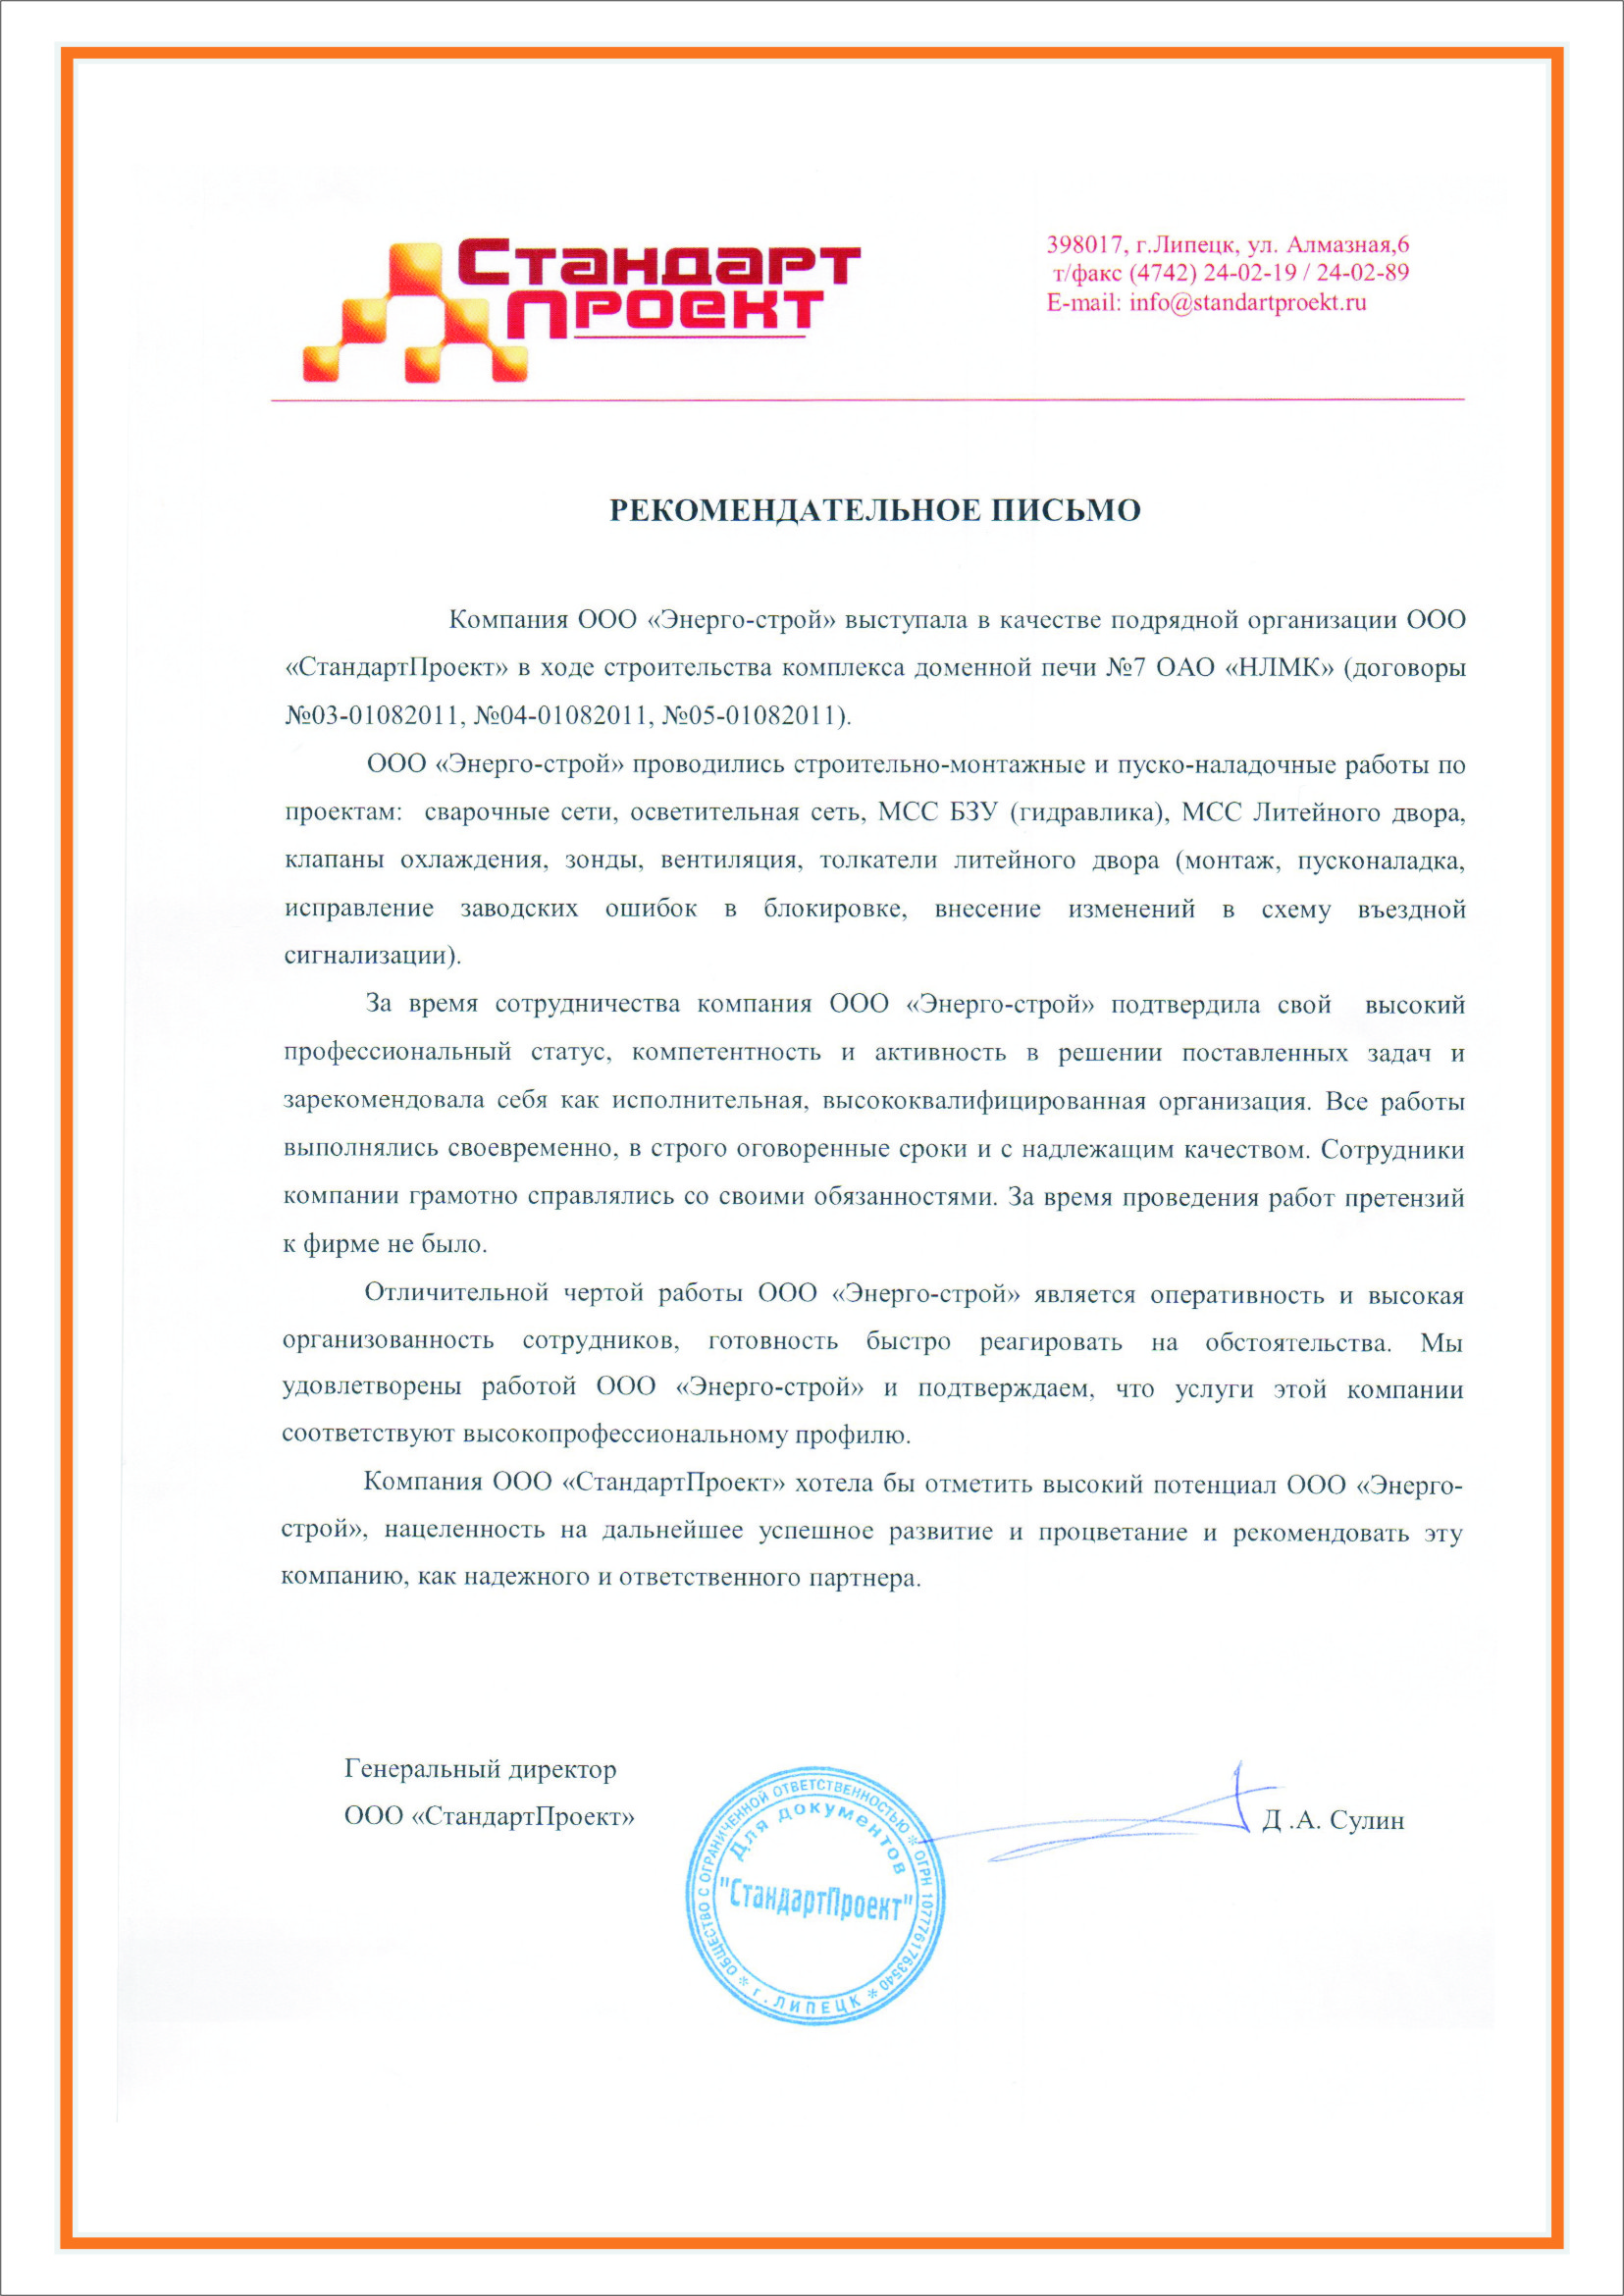 Стандарт
Проект
398017, г.Липецк, ул. Алмазная,6
т/факс (4742) 24-02-19 / 24-02-89
E-mail: info@standartproekt.ru
РЕКОМЕНДАТЕЛЬНОЕ ПИСЬМО
Компания ООО «Энерго-строй» выступала в качестве подрядной организации ООО
«СтандартПроект» в ходе строительства комплекса доменной печи №7 ОАО «НЛМК» (договоры
№03-01082011, №04-01082011, №05-01082011).
ООО «Энерго-строй» проводились строительно-монтажные и пуско-наладочные работы по
проектам: сварочные сети, осветительная сеть, МСС БЗУ (гидравлика), МСС Литейного двора,
клапаны охлаждения, зонды, вентиляция, толкатели литейного двора (монтаж, пусконаладка,
исправление заводских ошибок в блокировке, внесение изменений в схему въездной
сигнализации).
За время сотрудничества компания ООО «Энерго-строй» подтвердила свой высокий
профессиональный статус, компетентность и активность в решении поставленных задач и
зарекомендовала себя как исполнительная, высококвалифицированная организация. Все работы
выполнялись своевременно, в строго оговоренные сроки и с надлежащим качеством. Сотрудники
компании грамотно справлялись со своими обязанностями. За время проведения работ претензий
к фирме не было.
Отличительной чертой работы ООО «Энерго-строй» является оперативность и высокая
организованность сотрудников, готовность быстро реагировать на обстоятельства. Мы
удовлетворены работой ООО «Энерго-строй» и подтверждаем, что услуги этой компании
соответствуют высокопрофессиональному профилю.
Компания ООО «СтандартПроект» хотела бы отметить высокий потенциал ООО «Энерго-
строй», нацеленность на дальнейшее успешное развитие и процветание и рекомендовать эту
компанию, как надежного и ответственного партнера.
Генеральный директор
ООО «СтандартПроект»
Д .А. Сулин
ОБЩЕСТВО С ОГРАНИЧЕННОЙ ОТВЕТСТВЕННОСТЬЮ * ОГРН 1077761763540 * г. ЛИПЕЦК *
Для документов
"СтандартПроект"